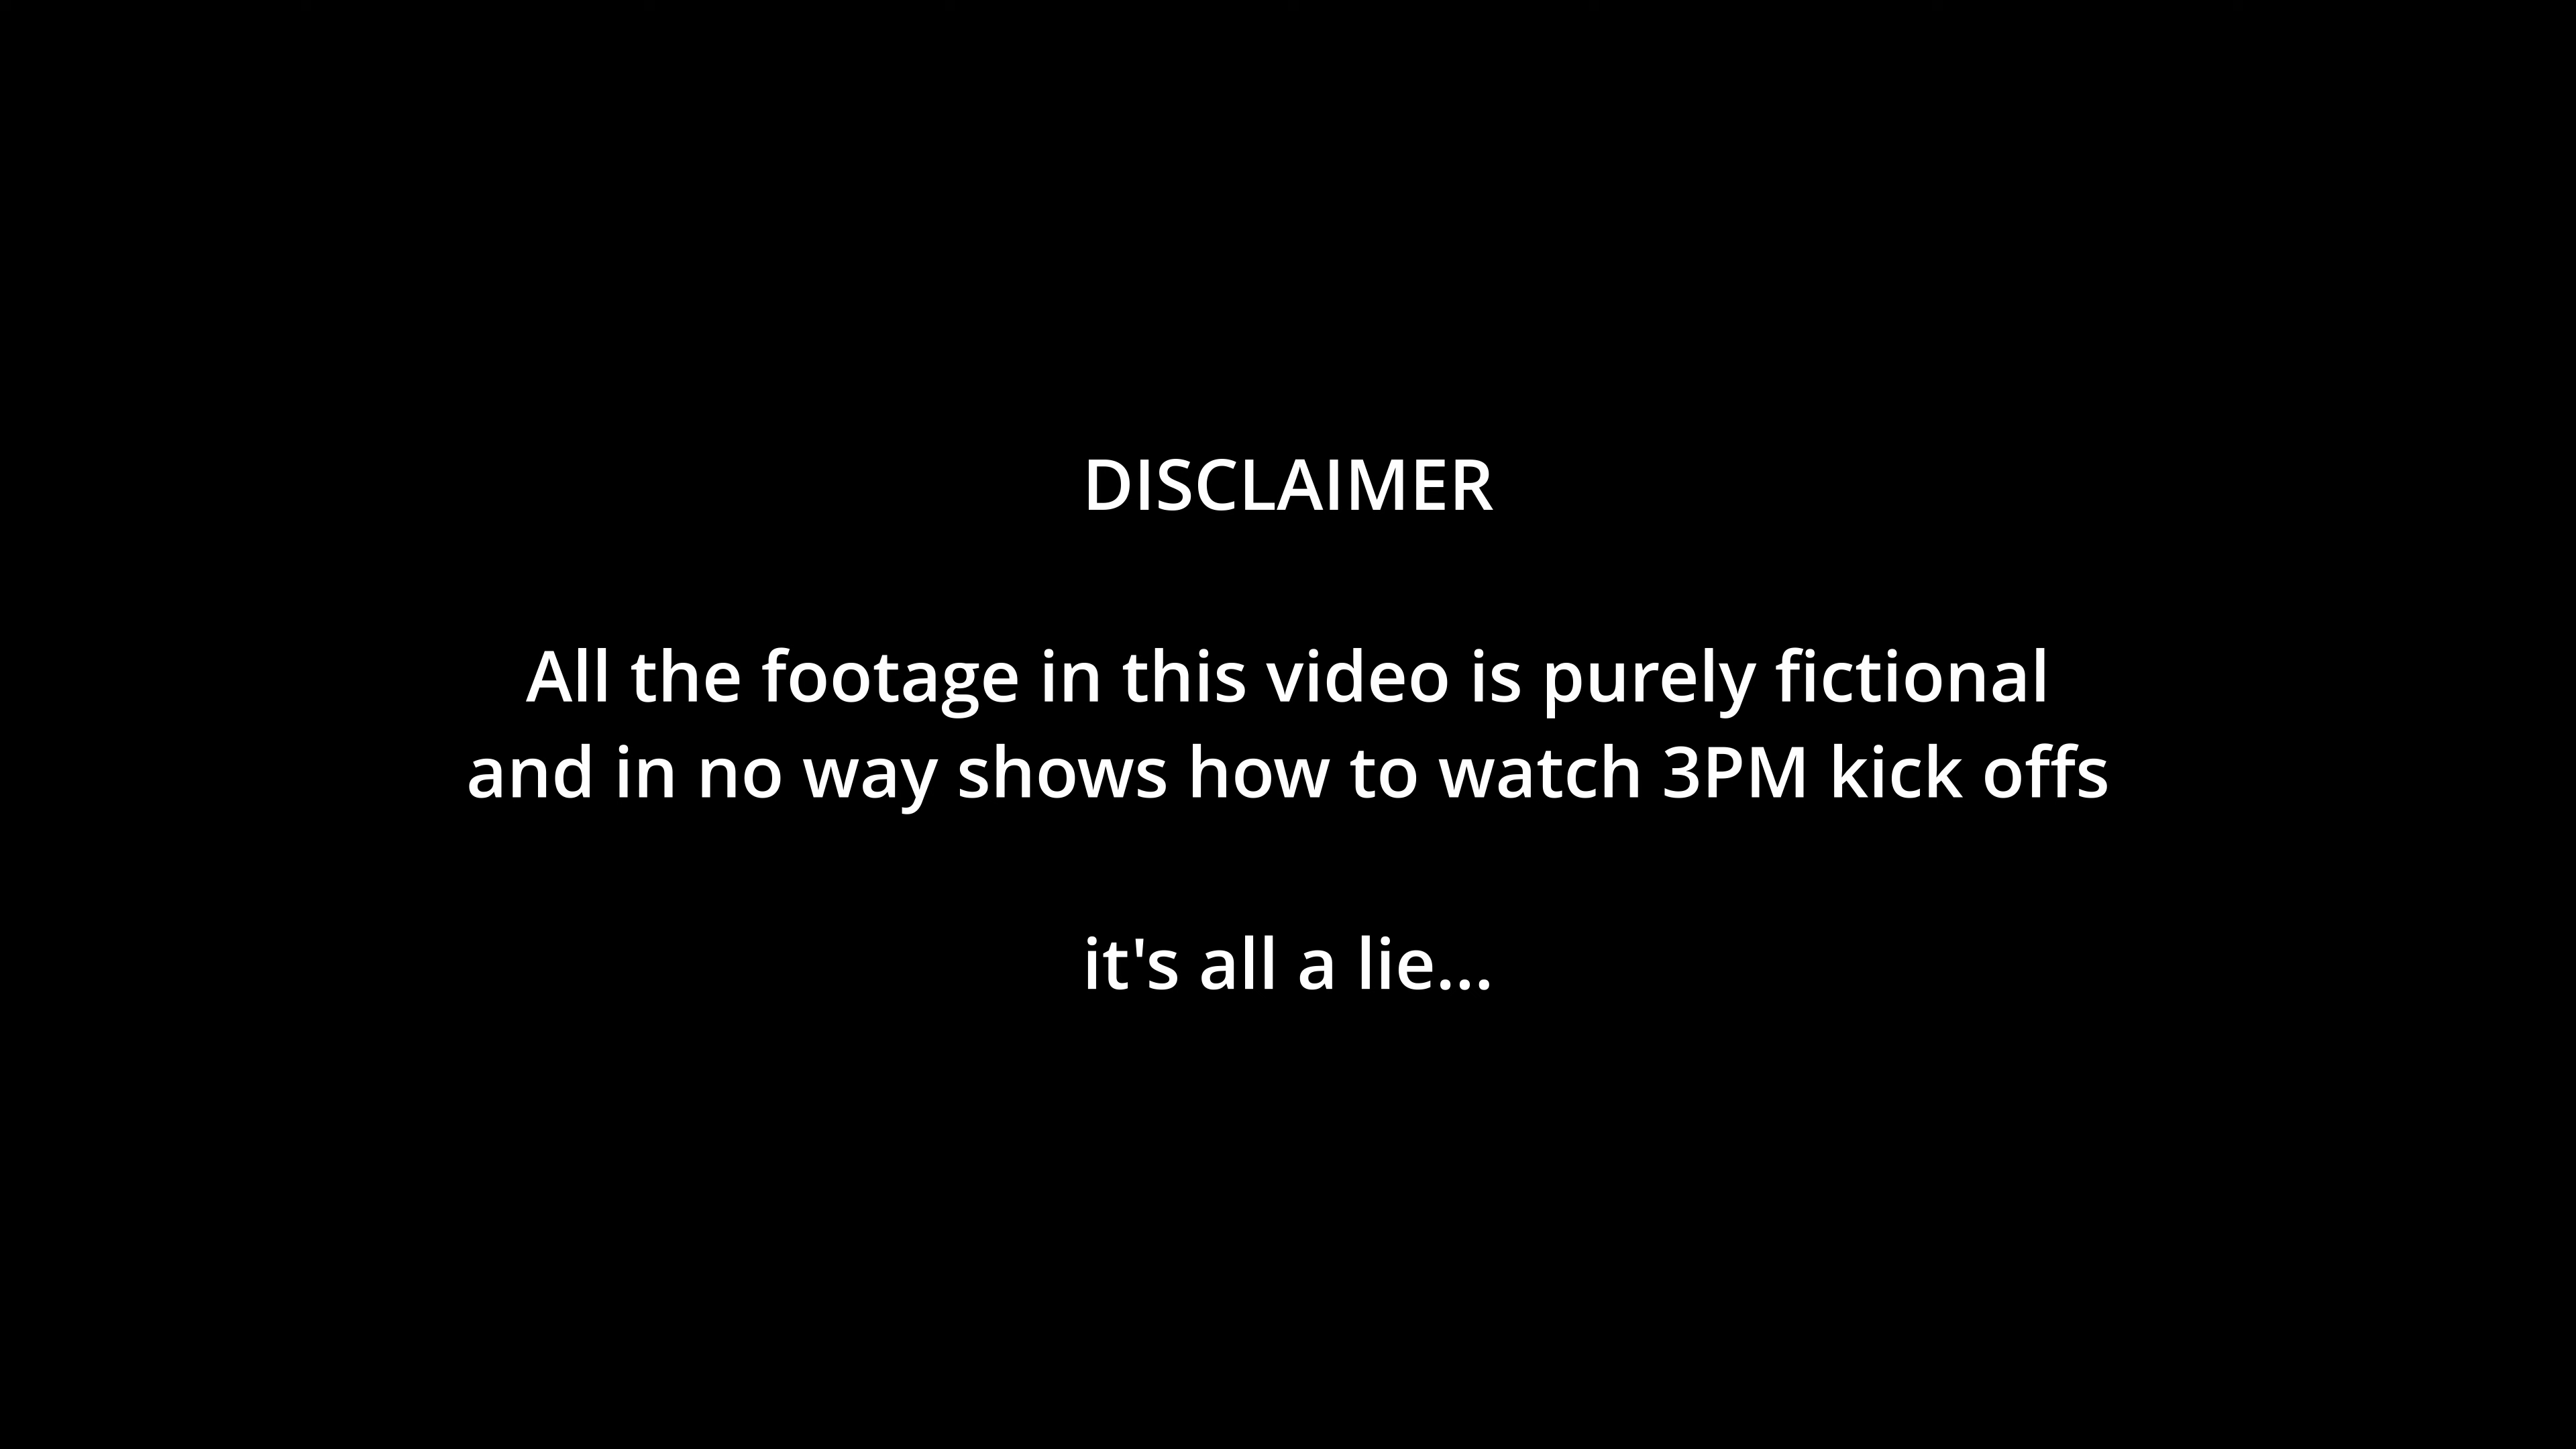 DISCLAIMER
All the footage in this video is purely fictional
and in no way shows how to watch 3PM kick offs
it's all a lie...